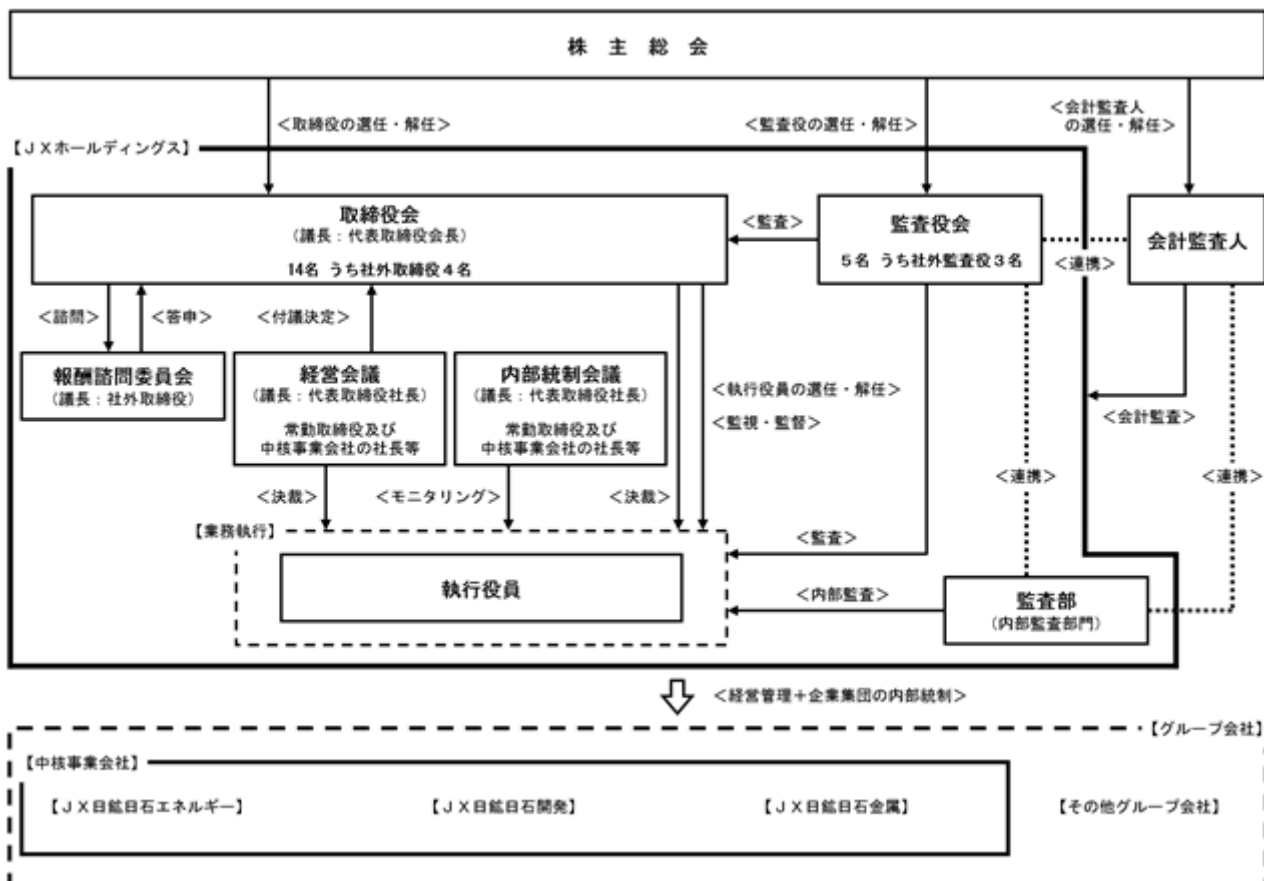 株 主 総 会
＜取締役の選任・解任＞
＜監査役の選任・解任＞
＜会計監査人
の選任・解任＞
【ＪＸホールディングス】
取締役会
（議長：代表取締役会長）
14名 うち社外取締役４名
＜監査＞
監査役会
５名 うち社外監査役３名
＜連携＞
会計監査人
＜諮問＞
＜答申＞
＜付議決定＞
報酬諮問委員会
（議長：社外取締役）
経営会議
（議長：代表取締役社長）
常勤取締役及び
中核事業会社の社長等
内部統制会議
（議長：代表取締役社長）
常勤取締役及び
中核事業会社の社長等
＜執行役員の選任・解任＞
＜監視・監督＞
＜会計監査＞
＜決裁＞
＜モニタリング＞
＜決裁＞
＜連携＞
＜連携＞
【業務執行】
＜監査＞
執行役員
＜内部監査＞
監査部
（内部監査部門）
＜経営管理＋企業集団の内部統制＞
【グループ会社】
【中核事業会社】
【ＪＸ日鉱日石エネルギー】
【ＪＸ日鉱日石開発】
【ＪＸ日鉱日石金属】
【その他グループ会社】